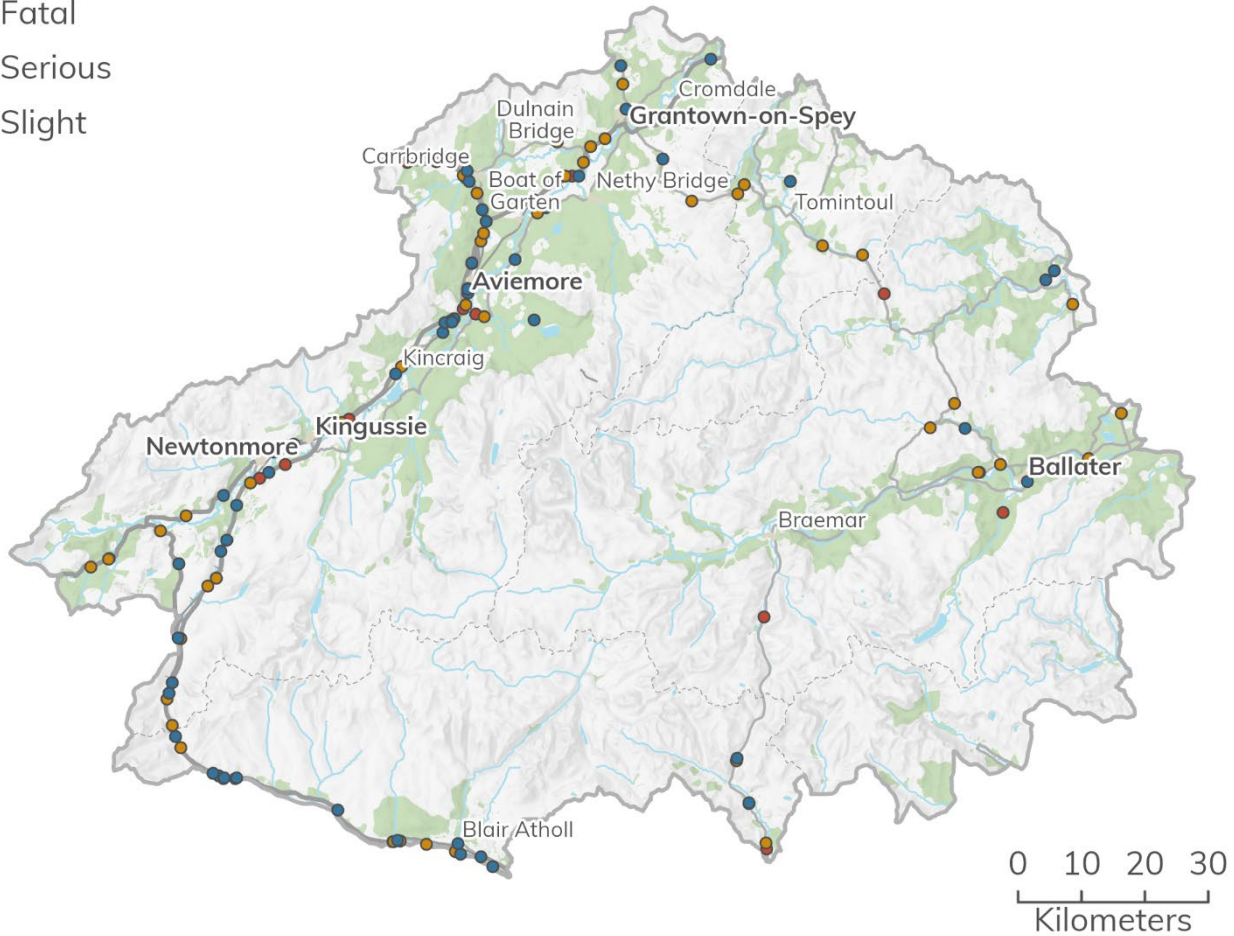 Fatal
Serious
Slight
Cromdale
Dulnain
Bridge
Grantown-on-Spey
Carrbridge
Boat of
Garten
Nethy Bridge
Tomintoul
Aviemore
Kincraig
Kingussie
Newtonmore
Ballater
Braemar
Blair Atholl
0 10 20 30
Kilometers